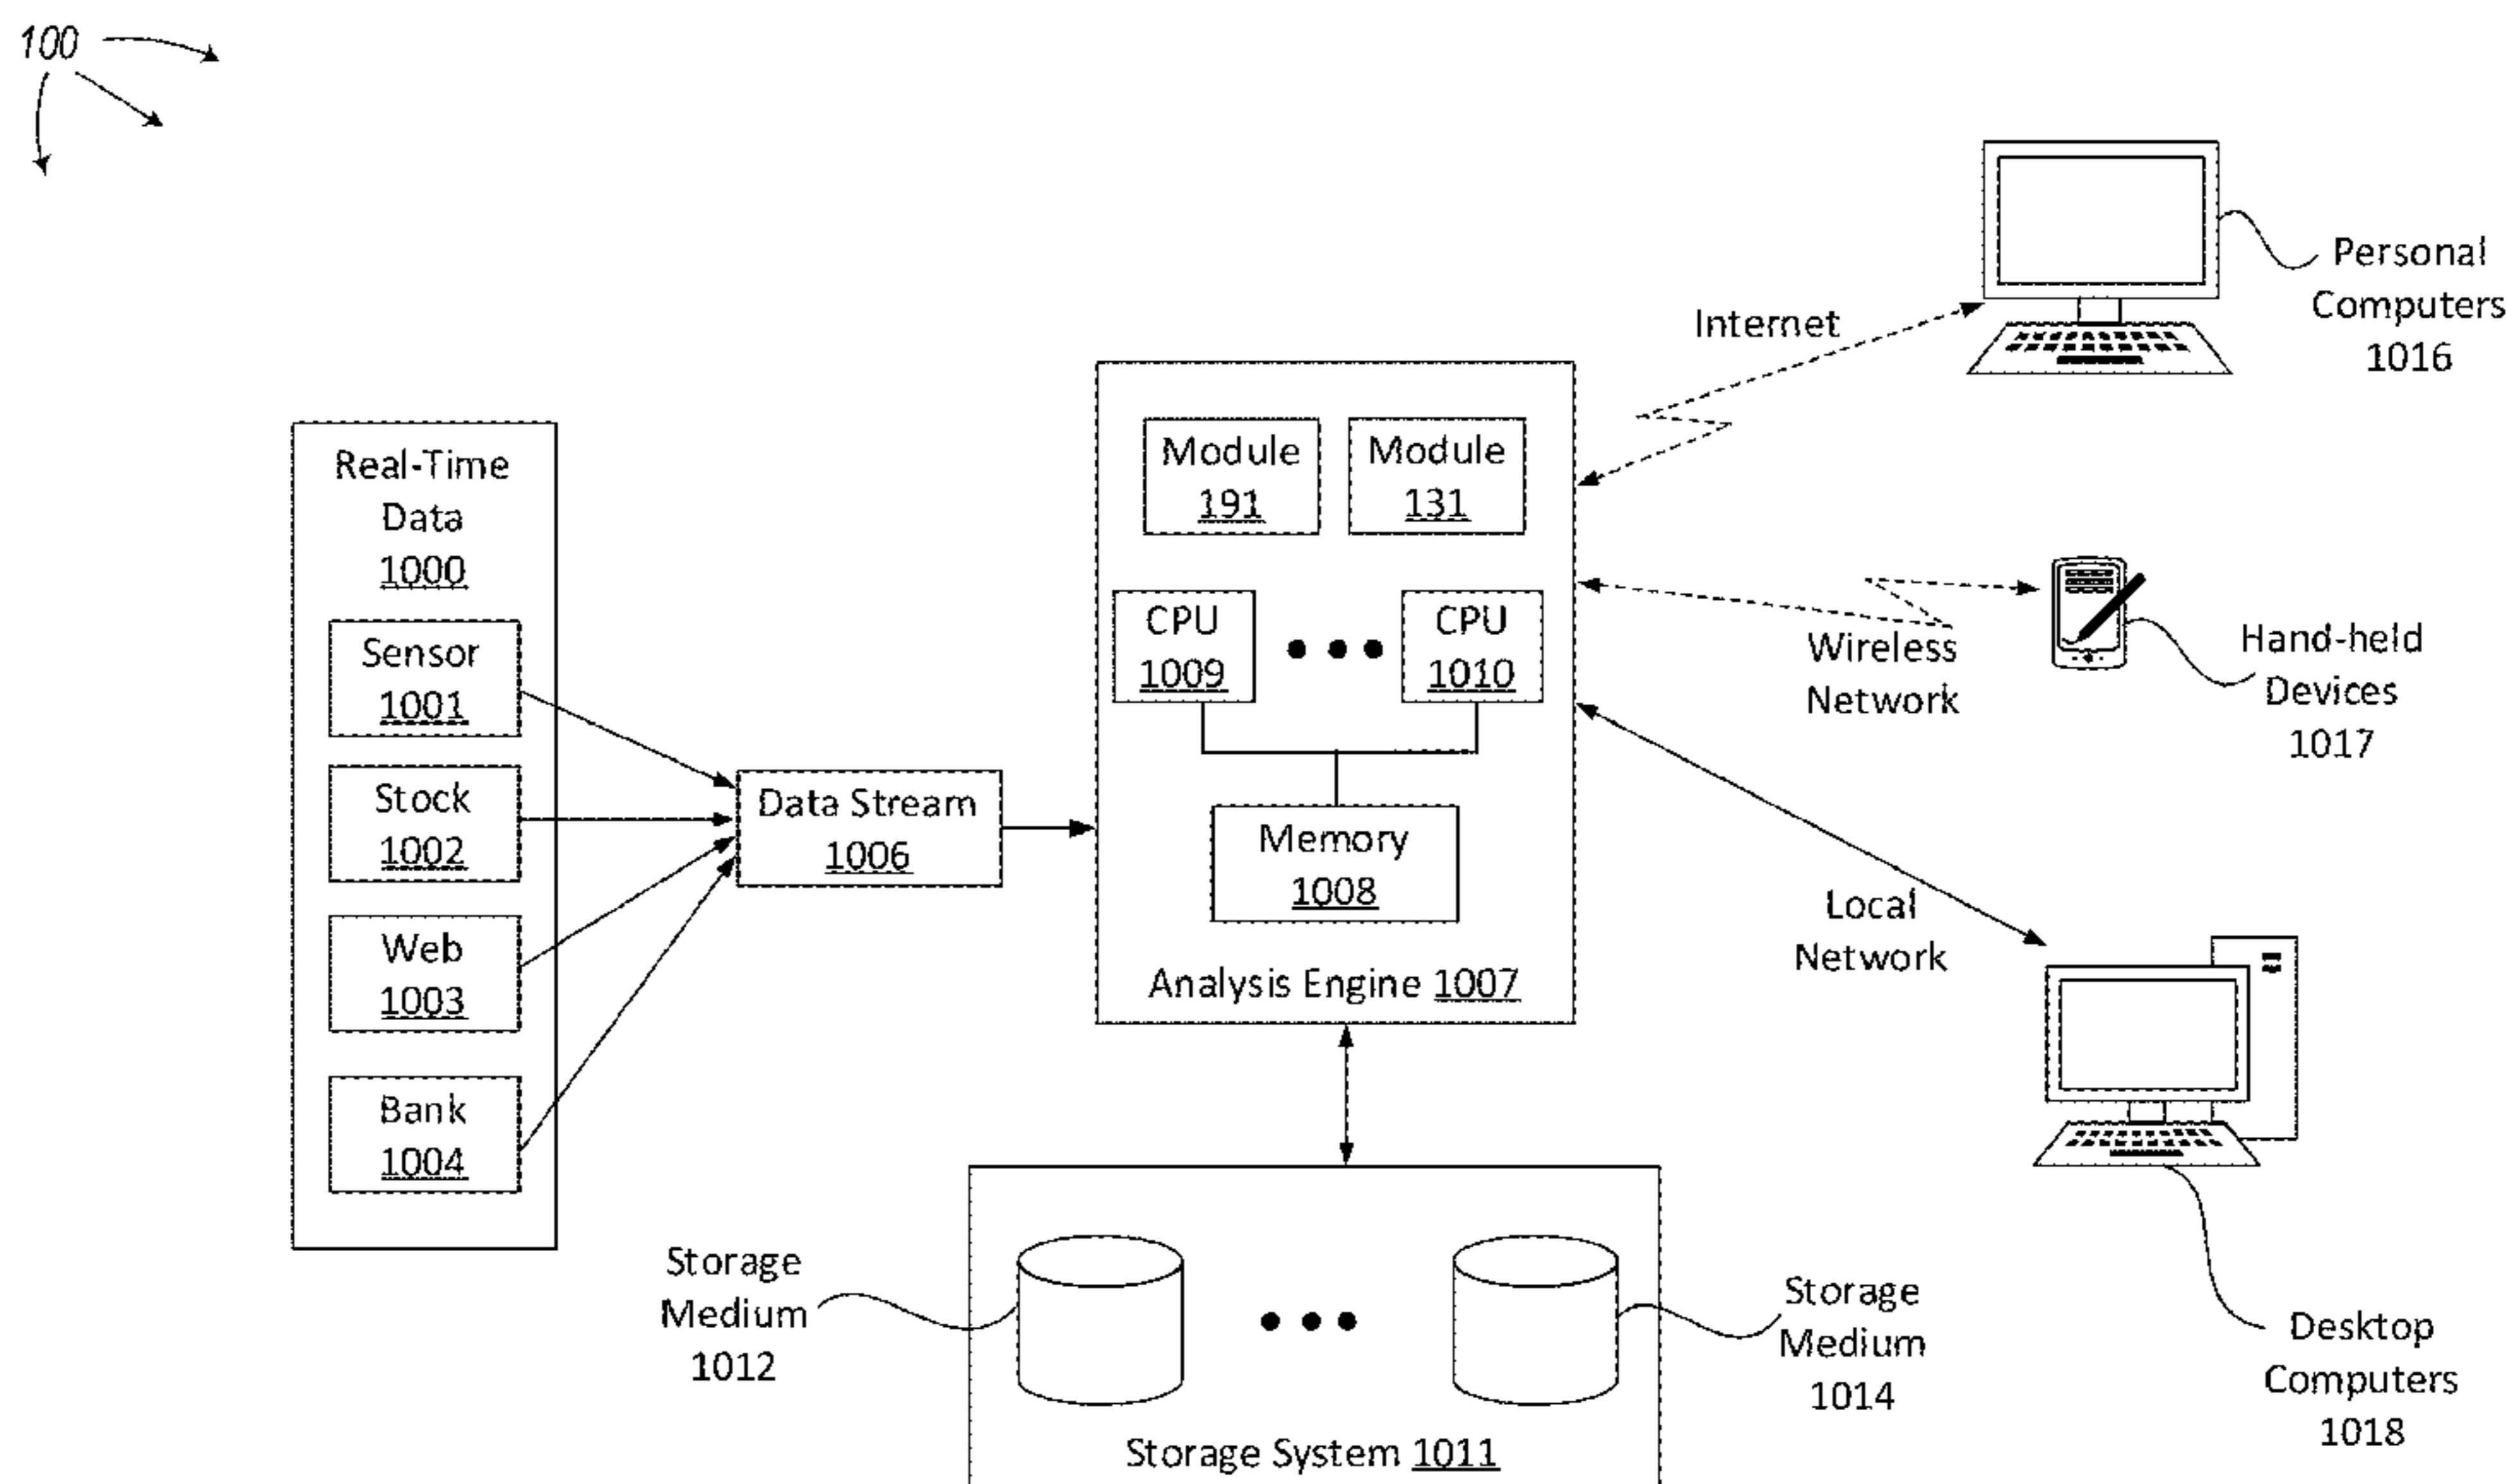 100
Real-Time
Data
1000
Sensor
1001
Stock
1002
Web
1003
Bank
1004
Data Stream
1006
Module
191
Module
131
CPU
1009
CPU
1010
Memory
1008
Analysis Engine 1007
Internet
Personal
Computers
1016
Wireless
Network
Hand-held
Devices
1017
Local
Network
Desktop
Computers
1018
Storage
Medium
1012
Storage
Medium
1014
Storage System 1011